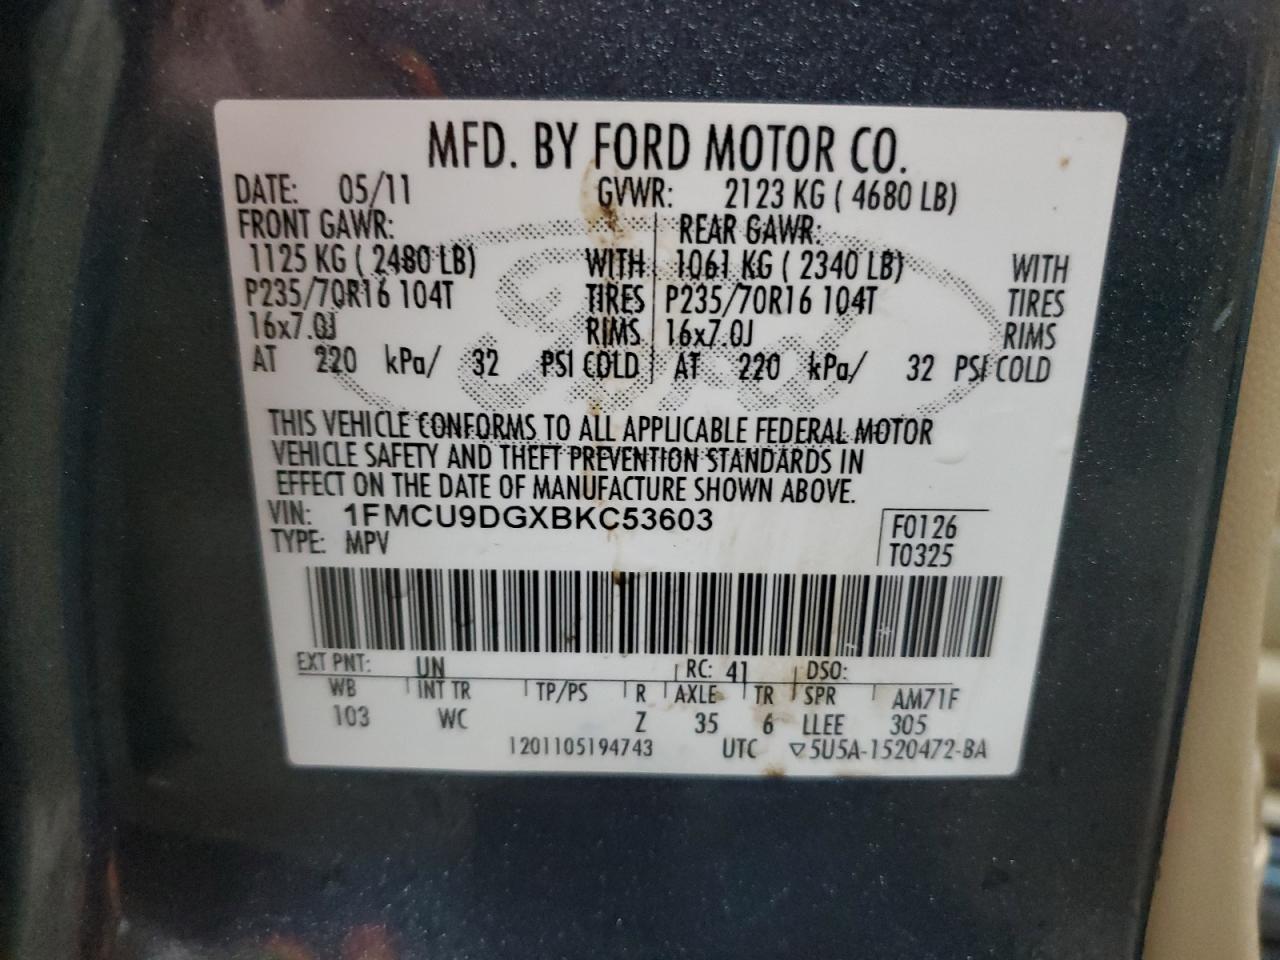 MFD. BY FORD MOTOR CO.
DATE: 05/11 GVWR: 2123 KG ( 4680 LB)
FRONT GAWR: REAR GAWR:
1125 KG ( 2480 LB) WITH 1061 KG ( 2340 LB) WITH
P235/70R16 104T TIRES P235/70R16 104T TIRES
16x7.0J RIMS 16x7.0J RIMS
AT 220 kPa/ 32 PSI COLD AT 220 kPa/ 32 PSI COLD
Ford
THIS VEHICLE CONFORMS TO ALL APPLICABLE FEDERAL MOTOR
VEHICLE SAFETY AND THEFT PREVENTION STANDARDS IN
EFFECT ON THE DATE OF MANUFACTURE SHOWN ABOVE.
VIN: 1FMCU9DGXBKC53603 F0126
TYPE: MPV T0325
EXT PNT: UN RC: 41 DSO:
WB INT TR TP/PS R AXLE TR SPR AM71F
103 WC Z 35 6 LLEE 305
1201105194743 UTC ▽5U5A-1520472-BA